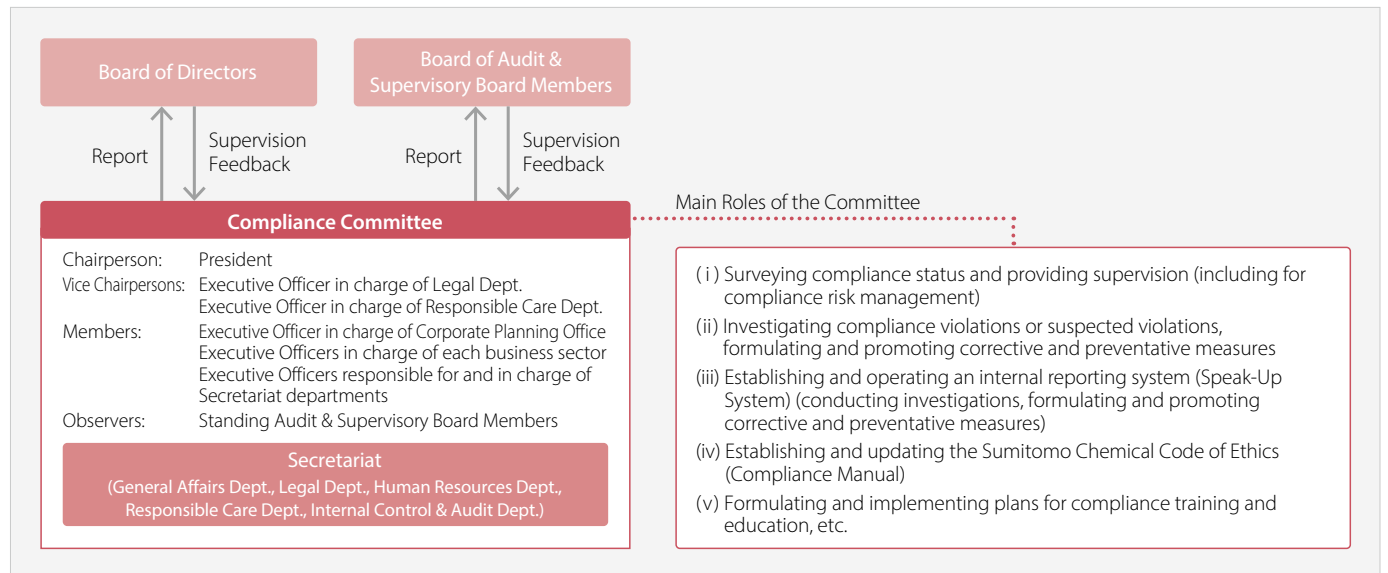 Board of Directors
Board of Audit &
Supervisory Board Members
Report
Supervision
Feedback
Report
Supervision
Feedback
Compliance Committee
Chairperson: President
Vice Chairpersons: Executive Officer in charge of Legal Dept.
Executive Officer in charge of Responsible Care Dept.
Members: Executive Officer in charge of Corporate Planning Office
Executive Officers in charge of each business sector
Executive Officers responsible for and in charge of
Secretariat departments
Observers: Standing Audit & Supervisory Board Members
Secretariat
(General Affairs Dept., Legal Dept., Human Resources Dept.,
Responsible Care Dept., Internal Control & Audit Dept.)
Main Roles of the Committee
(i) Surveying compliance status and providing supervision (including for
compliance risk management)
(ii) Investigating compliance violations or suspected violations,
formulating and promoting corrective and preventative measures
(iii) Establishing and operating an internal reporting system (Speak-Up
System) (conducting investigations, formulating and promoting
corrective and preventative measures)
(iv) Establishing and updating the Sumitomo Chemical Code of Ethics
(Compliance Manual)
(v) Formulating and implementing plans for compliance training and
education, etc.